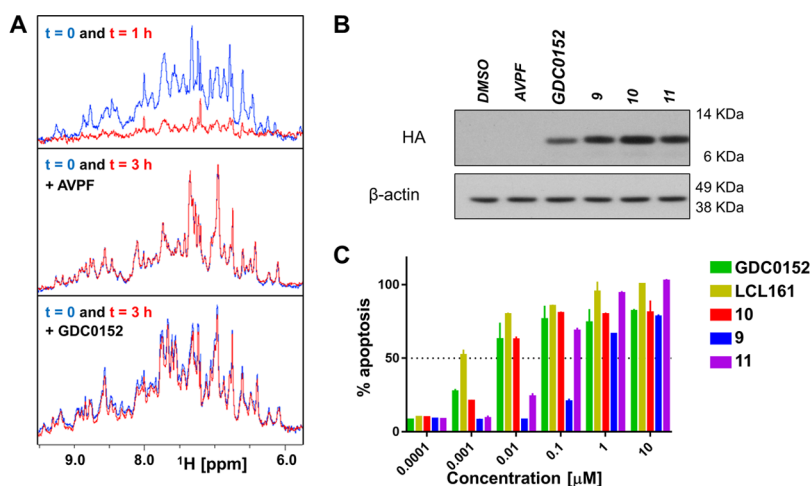 A
t = 0 and t = 1 h
t = 0 and t = 3 h
+ AVPF
t = 0 and t = 3 h
+ GDC0152
9.0 8.0 ¹H [ppm] 6.0
B
DMSO AVPF GDC0152 9 10 11
HA
14 KDa
6 KDa
β-actin
49 KDa
38 KDa
C
% apoptosis
100
50
0
0.0001 0.001 0.01 0.1 1 10
Concentration [μM]
GDC0152
LCL161
10
9
11